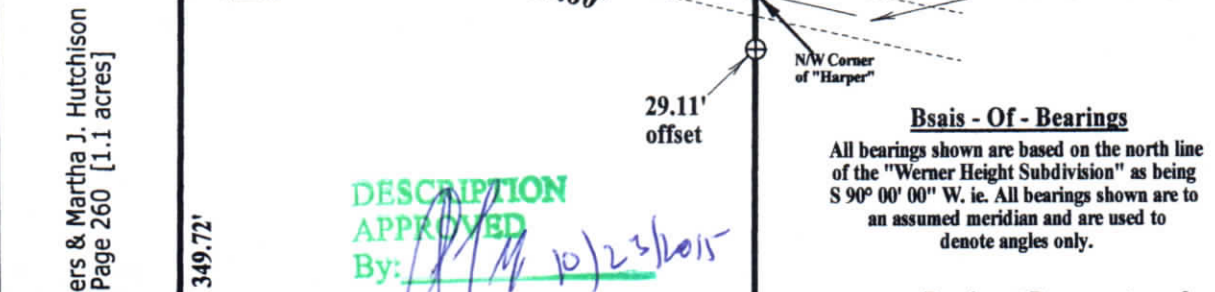 ers & Martha J. Hutchison
Page 260 [1.1 acres]
349.72'
N/W Corner
of "Harper"
29.11'
offset
DESCRIPTION
APPROVED
By:
10/23/2015
Bsais - Of - Bearings
All bearings shown are based on the north line
of the "Werner Height Subdivision" as being
S 90° 00' 00" W. ie. All bearings shown are to
an assumed meridian and are used to
denote angles only.